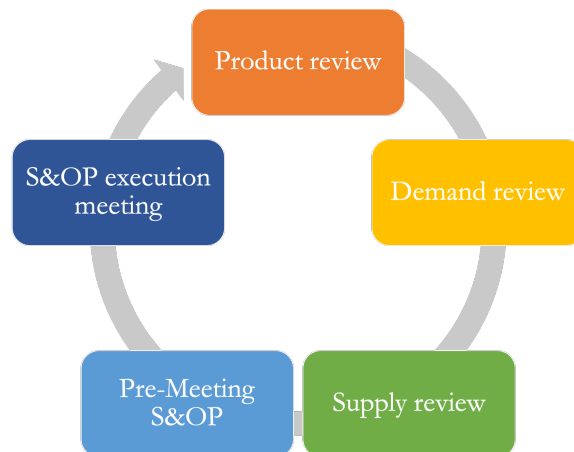 Product review
Demand review
Supply review
Pre-Meeting
S&OP
S&OP execution
meeting